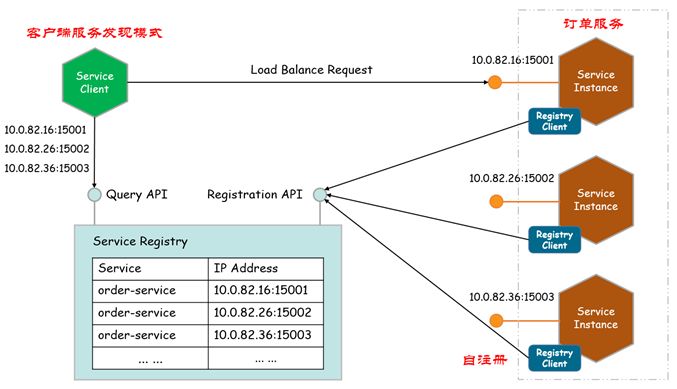 客户端服务发现模式
订单服务
Service
Client
Load Balance Request
10.0.82.16:15001
Service
Instance
Registry
Client
10.0.82.16:15001
10.0.82.26:15002
10.0.82.36:15003
Query API
Registration API
10.0.82.26:15002
Service
Instance
Registry
Client
Service Registry
Service IP Address
order-service 10.0.82.16:15001
order-service 10.0.82.26:15002
order-service 10.0.82.36:15003
... ... ... ...
10.0.82.36:15003
Service
Instance
Registry
Client
自注册